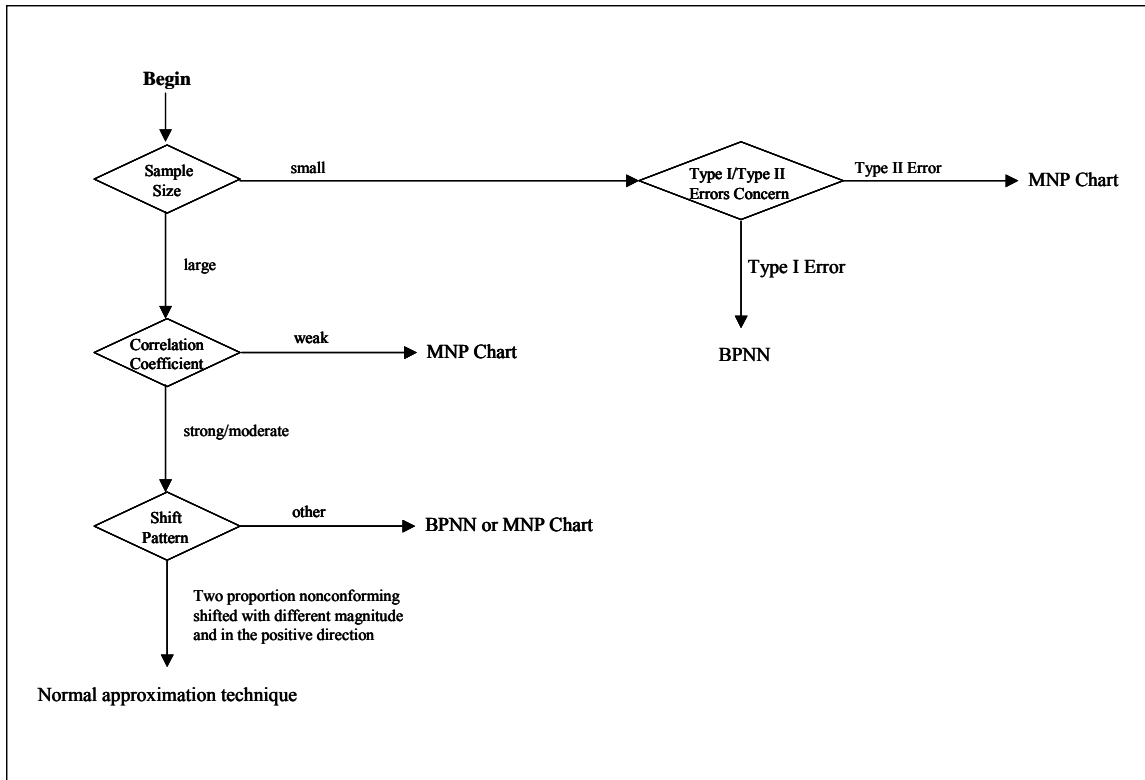 Begin
Sample
Size
small
Type I/Type II
Errors Concern
Type II Error
MNP Chart
Type I Error
BPNN
large
Correlation
Coefficient
weak
MNP Chart
strong/moderate
Shift
Pattern
other
BPNN or MNP Chart
Two proportion nonconforming
shifted with different magnitude
and in the positive direction
Normal approximation technique